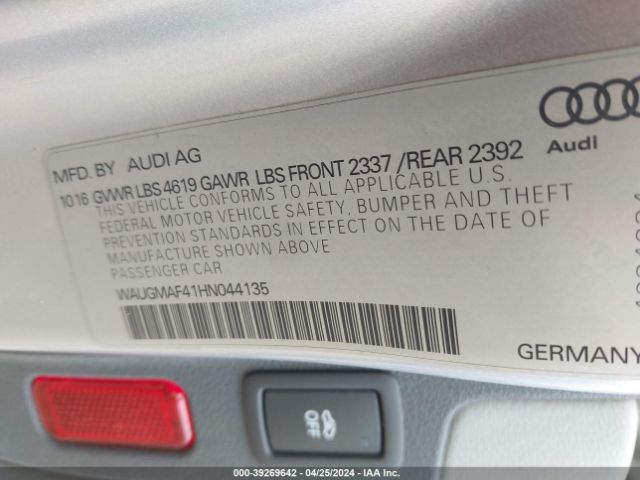 MFD. BY AUDI AG
Audi
10 16 GVWR LBS 4619 GAWR LBS FRONT 2337 /REAR 2392
THIS VEHICLE CONFORMS TO ALL APPLICABLE U.S.
FEDERAL MOTOR VEHICLE SAFETY, BUMPER AND THEFT
PREVENTION STANDARDS IN EFFECT ON THE DATE OF
MANUFACTURE SHOWN ABOVE
PASSENGER CAR
WAUGMAF41HN044135
GERMANY
OFF
000-39269642 / 04/25/2024 - IAA Inc.